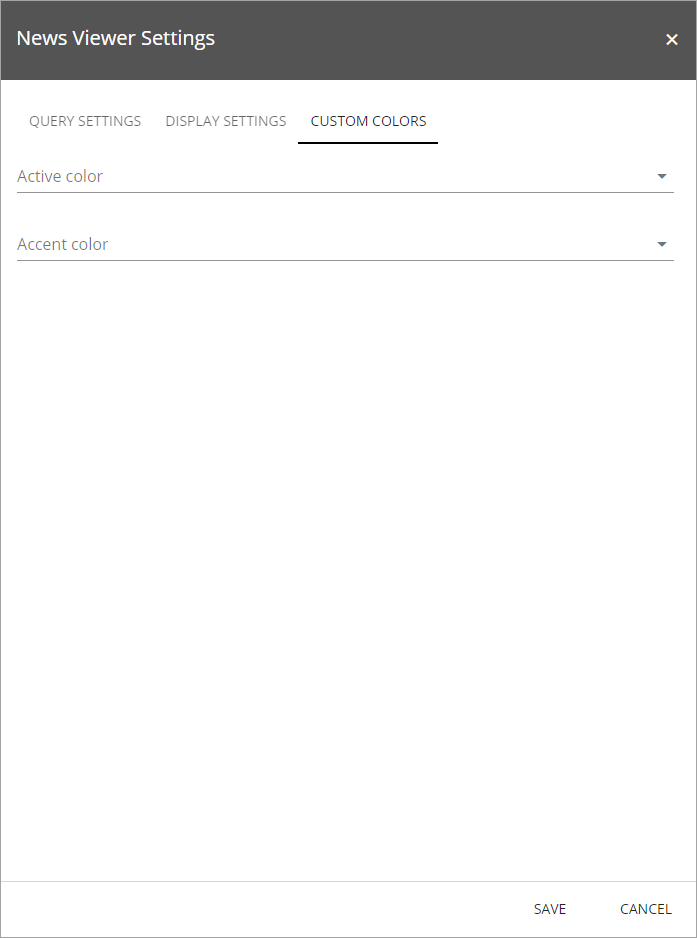 News Viewer Settings
QUERY SETTINGS DISPLAY SETTINGS CUSTOM COLORS
Active color
Accent color
SAVE CANCEL